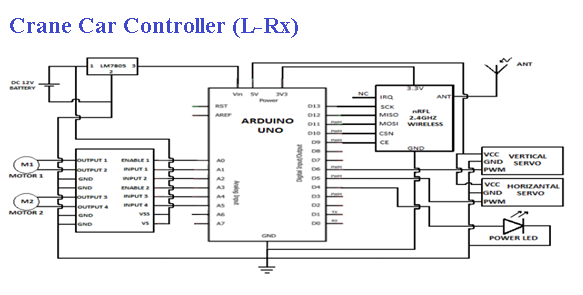 Crane Car Controller (L-Rx)
LM7805
1
3
2
DC 12V
BATTERY
Vin
5V
3V3
Power
RST
AREF
ARDUINO
UNO
A0
A1
A2
A3
A4
A5
A6
A7
Analog Input
D13
D12
D11
D10
D9
D8
D7
D6
D5
D4
D3
D2
D1
D0
Digital Input/Output
PWM
PWM
PWM
PWM
PWM
PWM
Tx
Rx
GND
NC
3.3V
IRQ
ANT
SCK
MISO
MOSI
CSN
CE
nRFL
2.4GHZ
WIRELESS
GND
ANT
M1
MOTOR 1
M2
MOTOR 2
OUTPUT 1
OUTPUT 2
GND
GND
OUTPUT 3
OUTPUT 4
GND
GND
ENABLE 1
INPUT 1
INPUT 2
ENABLE 2
INPUT 3
INPUT 4
VSS
VS
VCC
GND
PWM
VERTICAL
SERVO
VCC
GND
PWM
HORIZANTAL
SERVO
POWER LED